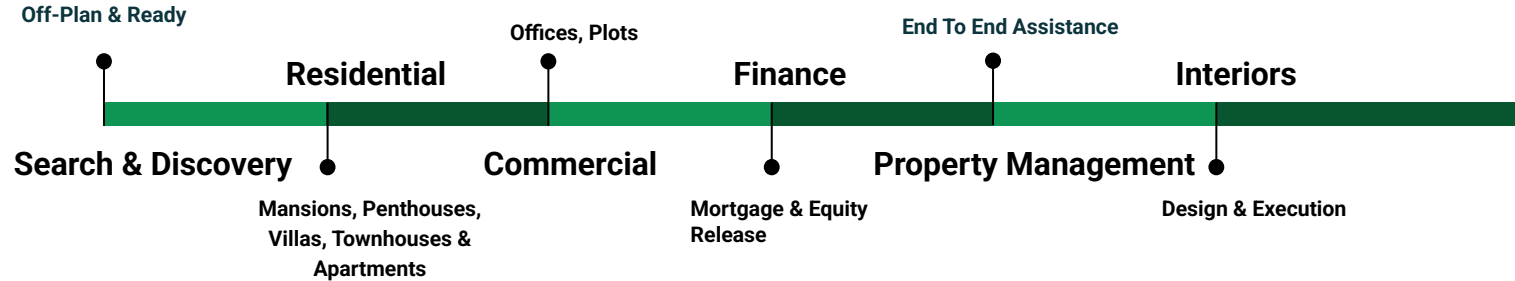 Off-Plan & Ready
Search & Discovery
Residential
Mansions, Penthouses,
Villas, Townhouses &
Apartments
Offices, Plots
Commercial
Finance
Mortgage & Equity
Release
End To End Assistance
Property Management
Interiors
Design & Execution